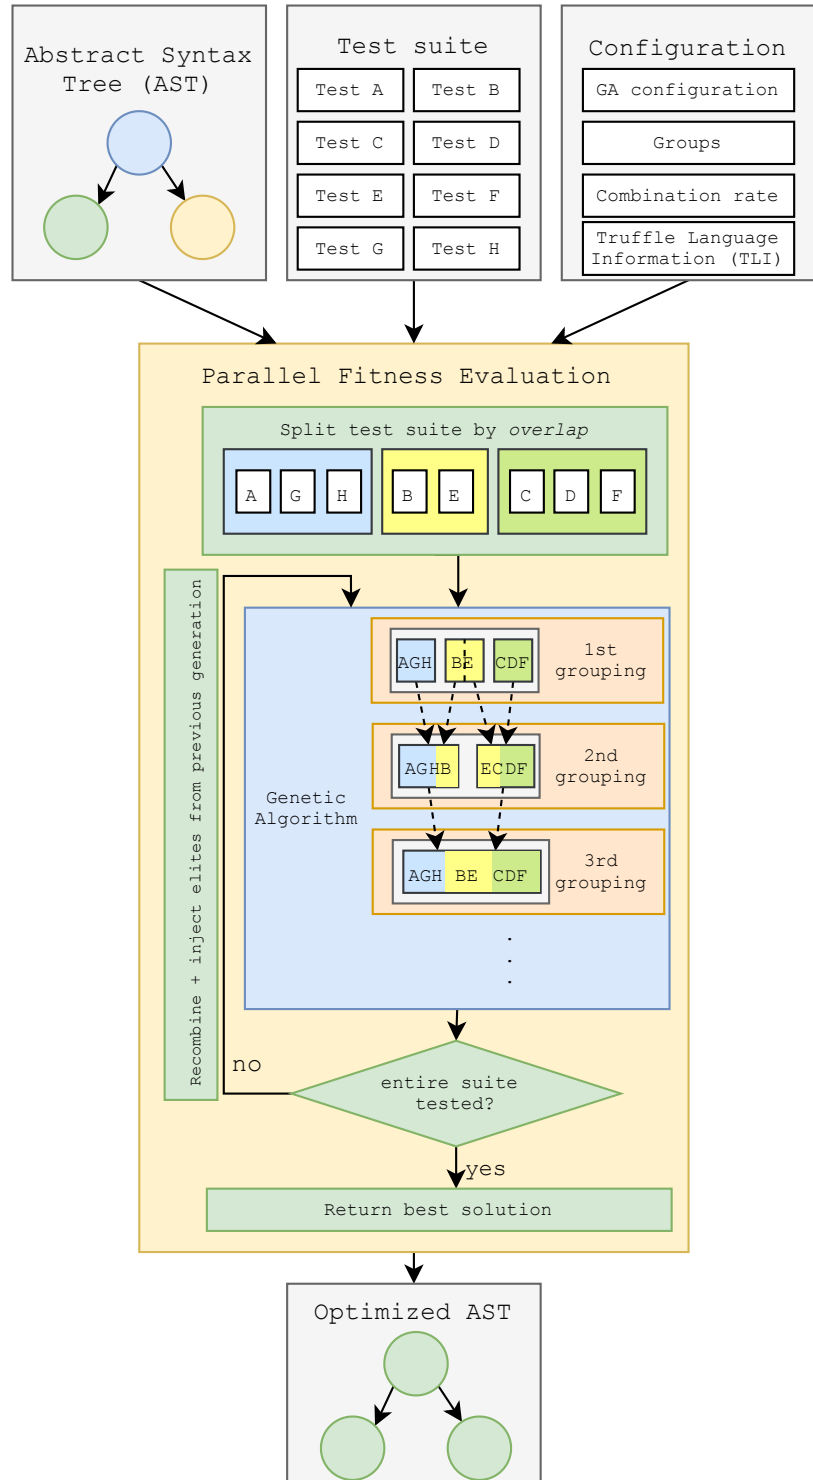 Abstract Syntax
Tree (AST)
Test suite
Test A
Test B
Test C
Test D
Test E
Test F
Test G
Test H
Configuration
GA configuration
Groups
Combination rate
Truffle Language
Information (TLI)
Parallel Fitness Evaluation
Split test suite by overlap
A G H B E C D F
Recombine + inject elites from previous generation
Genetic
Algorithm
AGH BE CDF
1st
grouping
AGHB ECDF
2nd
grouping
AGH BE CDF
3rd
grouping
.
.
.
entire suite
tested?
no
yes
Return best solution
Optimized AST